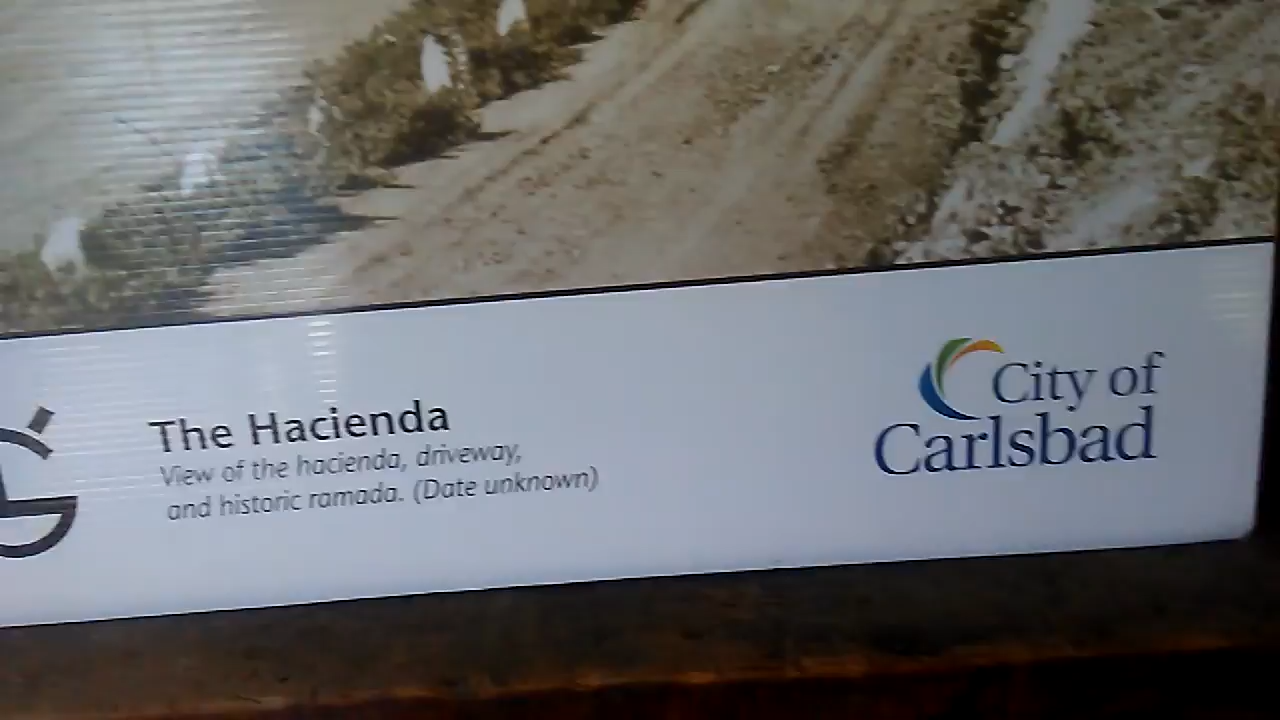 The Hacienda
View of the hacienda, driveway,
and historic ramada. (Date unknown)
City of
Carlsbad